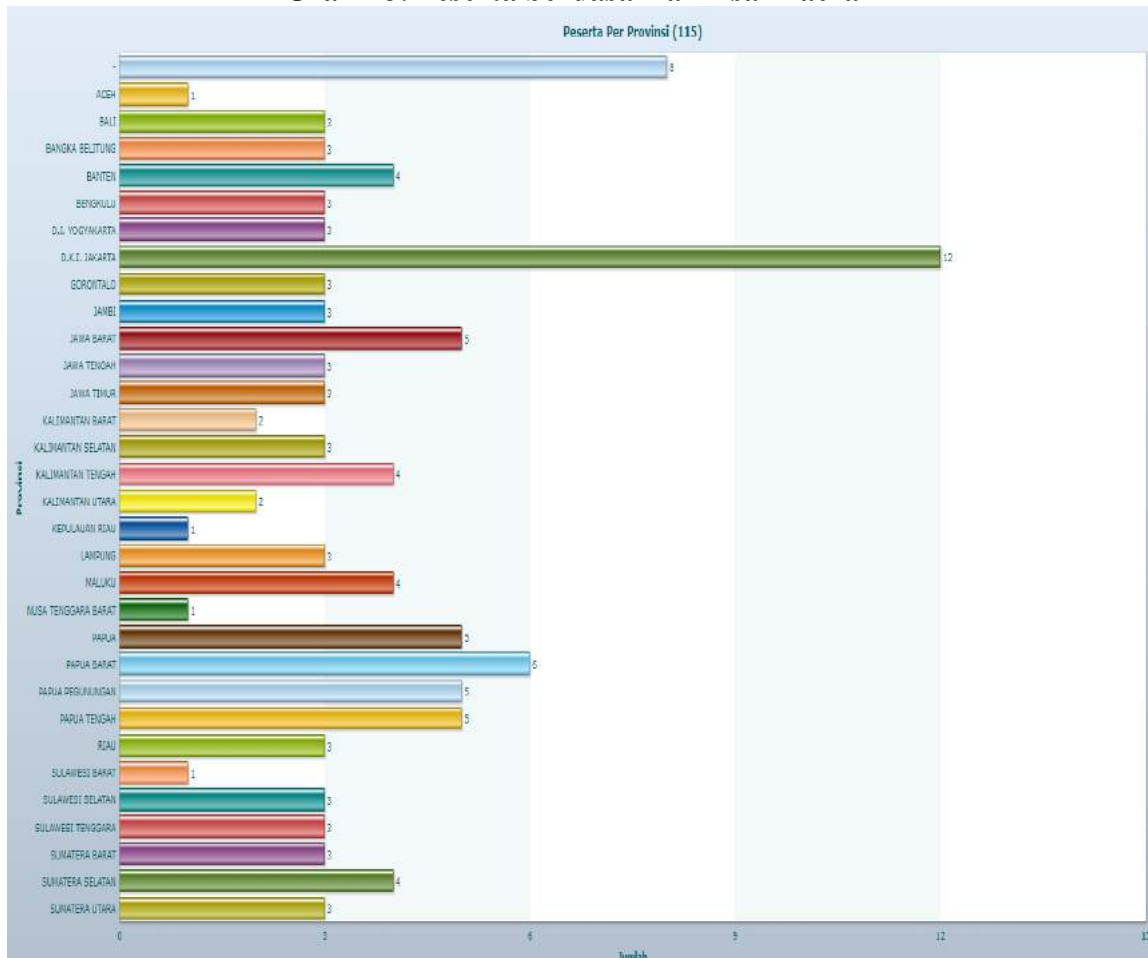 Peserta Per Provinsi (115)
- 8
ACEH 1
BALI 3
BANGKA BELITUNG 3
BANTEN 4
BENGKULU 3
D.I. YOGYAKARTA 3
D.K.I. JAKARTA 12
GORONTALO 3
JAMBI 3
JAWA BARAT 5
JAWA TENGAH 3
JAWA TIMUR 3
KALIMANTAN BARAT 2
KALIMANTAN SELATAN 3
KALIMANTAN TENGAH 4
KALIMANTAN UTARA 2
KEPULAUAN RIAU 1
LAMPUNG 3
MALUKU 4
NUSA TENGGARA BARAT 1
PAPUA 5
PAPUA BARAT 6
PAPUA PEGUNUNGAN 5
PAPUA TENGAH 5
RIAU 3
SULAWESI BARAT 1
SULAWESI SELATAN 3
SULAWESI TENGGARA 3
SUMATERA BARAT 3
SUMATERA SELATAN 4
SUMATERA UTARA 3
Provinsi
0 3 6 9 12
Jumlah